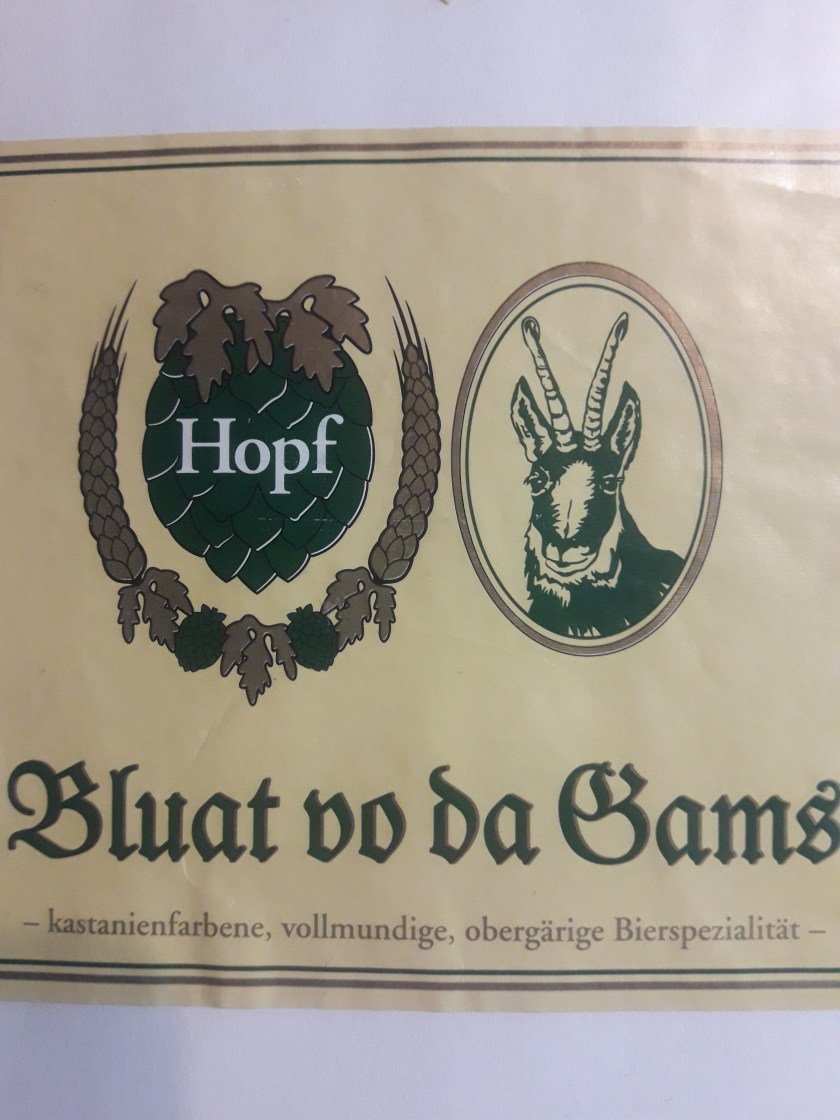 Hopf
Bluat vo da Gams
– kastanienfarbene, vollmundige, obergärige Bierspezialität –